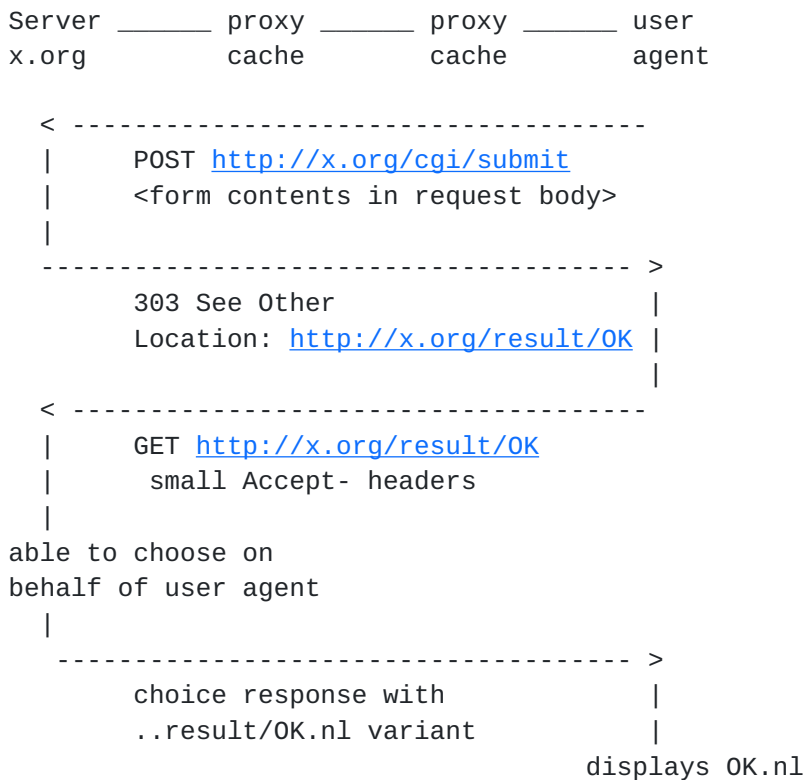 Server ______ proxy ______ proxy ______ user
x.org         cache        cache        agent
  < -------------------------------------
  |     POST http://x.org/cgi/submit
  |     <form contents in request body>
  |
  -------------------------------------- >
        303 See Other                    |
        Location: http://x.org/result/OK |
                                         |
  < -------------------------------------
  |     GET http://x.org/result/OK
  |      small Accept- headers
  |
able to choose on
behalf of user agent
  |
   ------------------------------------- >
        choice response with             |
        ..result/OK.nl variant           |
                                     displays OK.nl